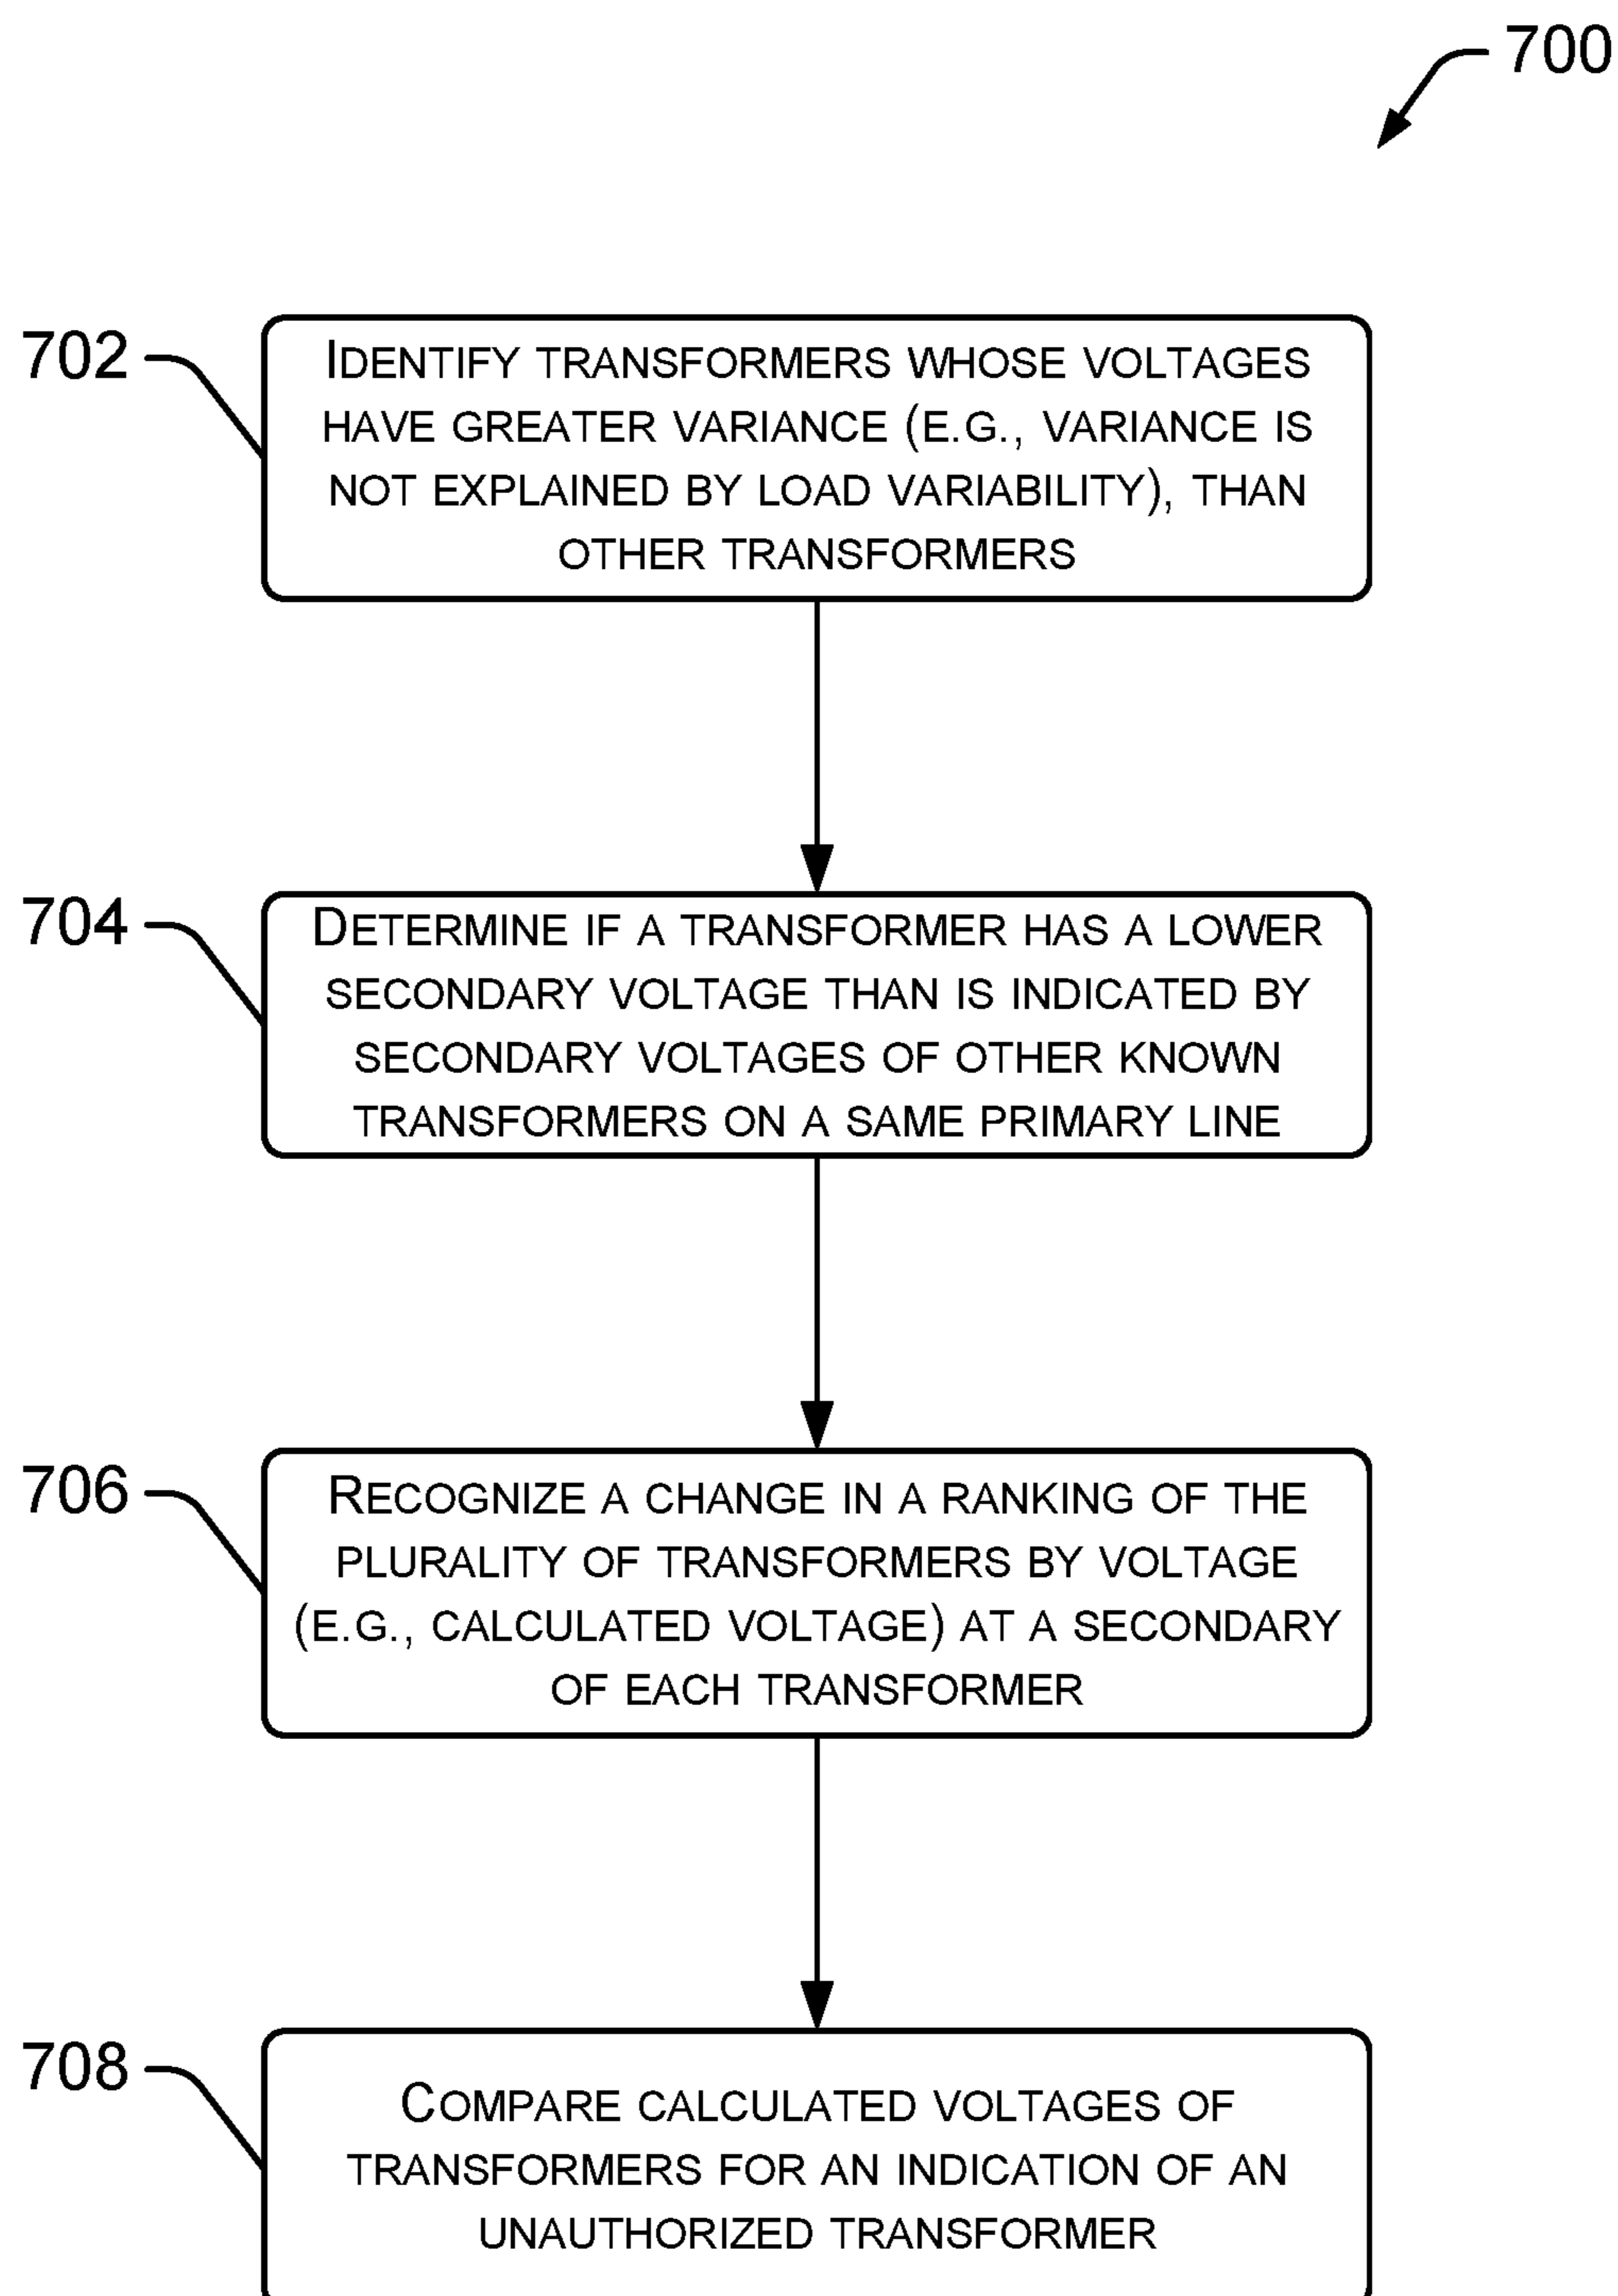 700
702
IDENTIFY TRANSFORMERS WHOSE VOLTAGES
HAVE GREATER VARIANCE (E.G., VARIANCE IS
NOT EXPLAINED BY LOAD VARIABILITY), THAN
OTHER TRANSFORMERS
704
DETERMINE IF A TRANSFORMER HAS A LOWER
SECONDARY VOLTAGE THAN IS INDICATED BY
SECONDARY VOLTAGES OF OTHER KNOWN
TRANSFORMERS ON A SAME PRIMARY LINE
706
RECOGNIZE A CHANGE IN A RANKING OF THE
PLURALITY OF TRANSFORMERS BY VOLTAGE
(E.G., CALCULATED VOLTAGE) AT A SECONDARY
OF EACH TRANSFORMER
708
COMPARE CALCULATED VOLTAGES OF
TRANSFORMERS FOR AN INDICATION OF AN
UNAUTHORIZED TRANSFORMER